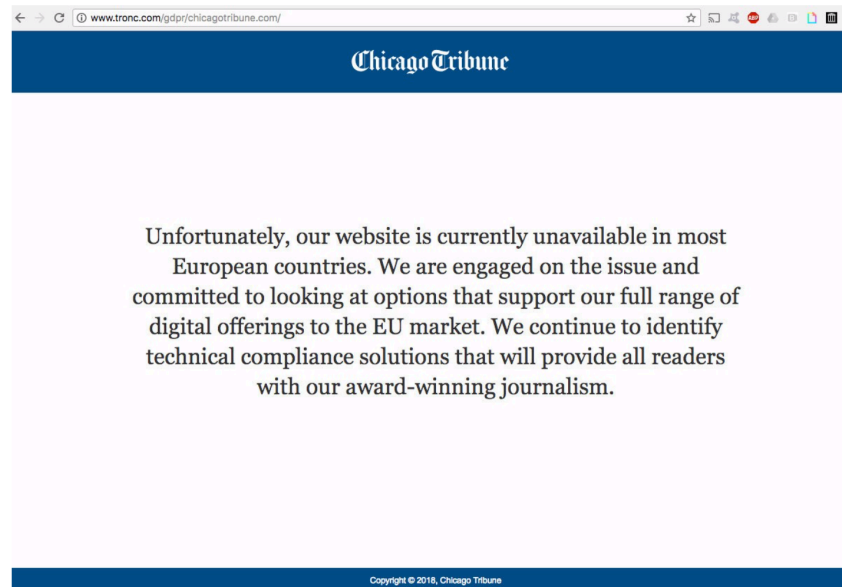 www.tronc.com/gdpr/chicagotribune.com/
ABP
Chicago Tribune
Unfortunately, our website is currently unavailable in most
European countries. We are engaged on the issue and
committed to looking at options that support our full range of
digital offerings to the EU market. We continue to identify
technical compliance solutions that will provide all readers
with our award-winning journalism.
Copyright © 2018, Chicago Tribune